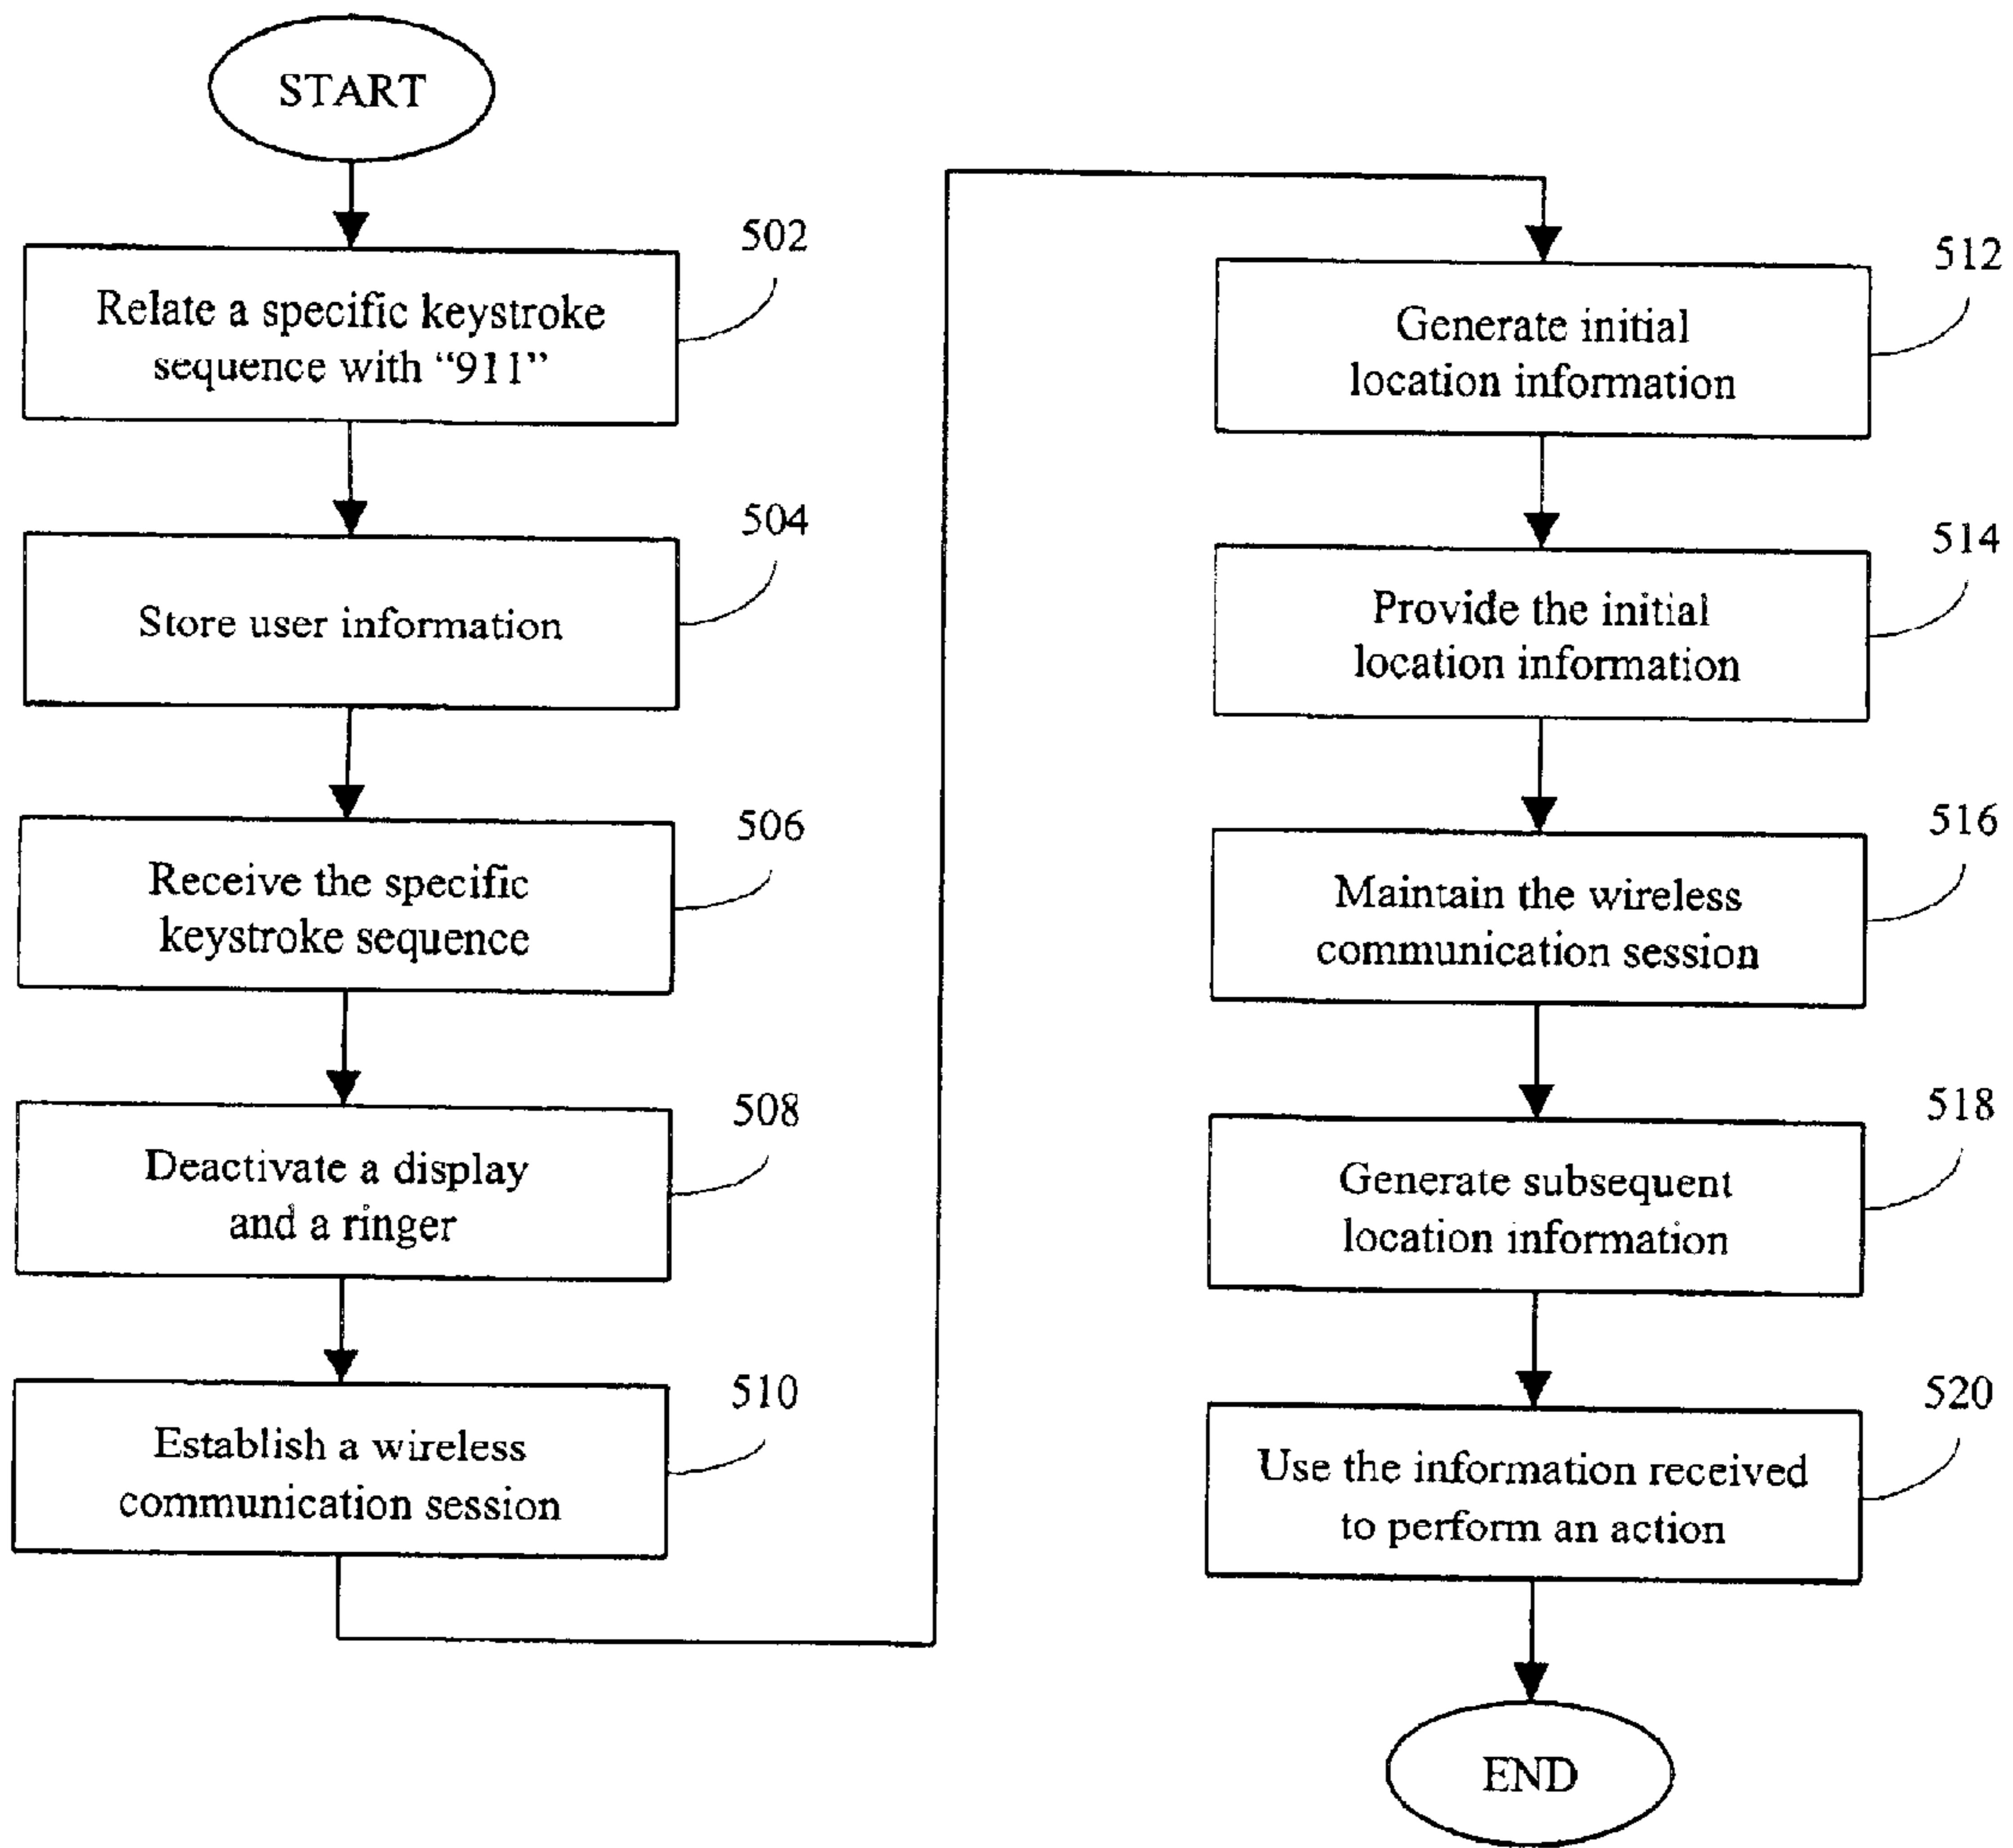 START
502
Relate a specific keystroke
sequence with “911”
504
Store user information
506
Receive the specific
keystroke sequence
508
Deactivate a display
and a ringer
510
Establish a wireless
communication session
512
Generate initial
location information
514
Provide the initial
location information
516
Maintain the wireless
communication session
518
Generate subsequent
location information
520
Use the information received
to perform an action
END